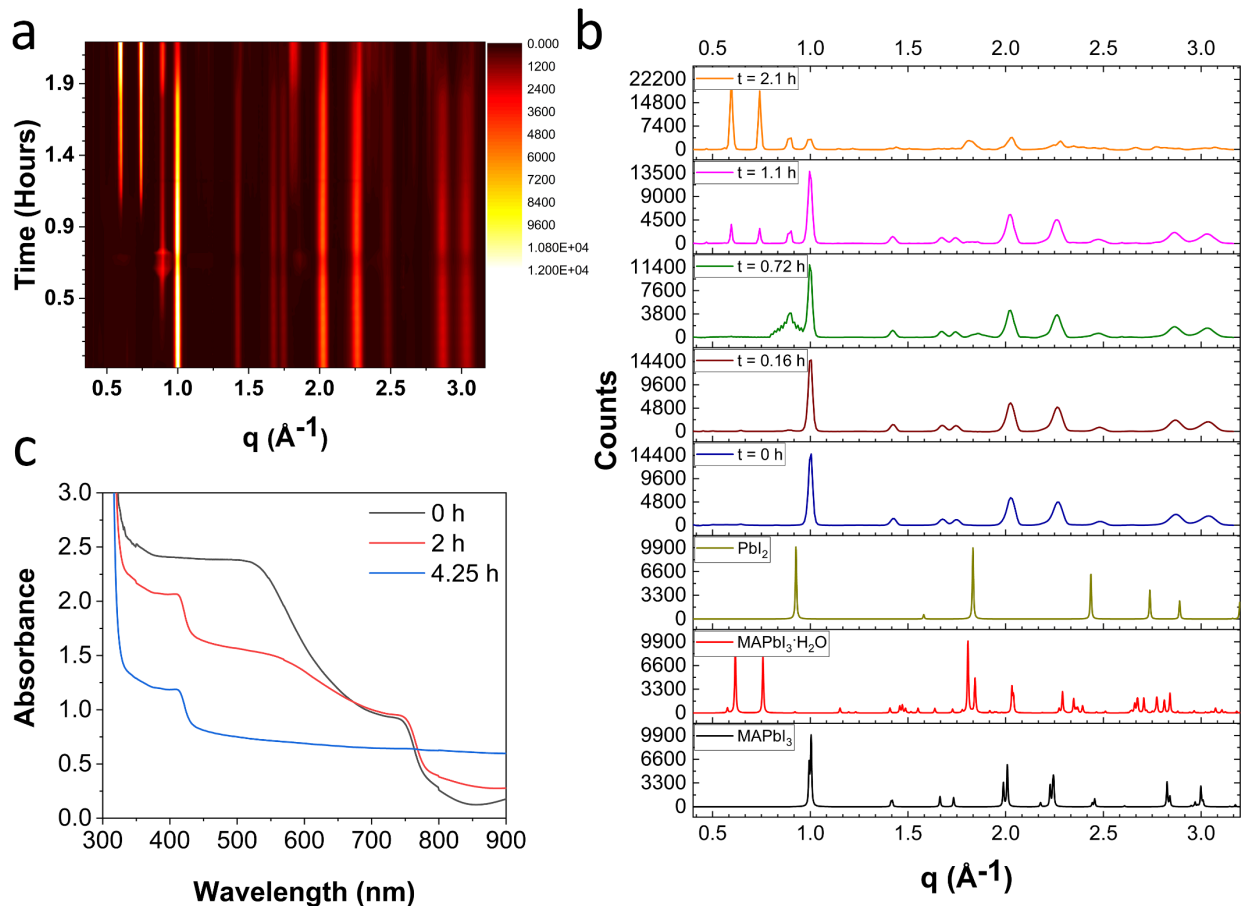 a
Time (Hours)
1.9
1.4
0.9
0.5
0.5 1.0 1.5 2.0 2.5 3.0
q (Å-1)
0.000
1200
2400
3600
4800
6000
7200
8400
9600
1.080E+04
1.200E+04
b
0.5 1.0 1.5 2.0 2.5 3.0
Counts
22200
14800
7400
0
t = 2.1 h
13500
9000
4500
0
t = 1.1 h
11400
7600
3800
0
t = 0.72 h
14400
9600
4800
0
t = 0.16 h
14400
9600
4800
0
t = 0 h
9900
6600
3300
0
PbI2
9900
6600
3300
0
MAPbI3·H2O
9900
6600
3300
0
MAPbI3
0.5 1.0 1.5 2.0 2.5 3.0
q (Å-1)
c
Absorbance
3.0
2.5
2.0
1.5
1.0
0.5
0.0
0 h
2 h
4.25 h
300 400 500 600 700 800 900
Wavelength (nm)